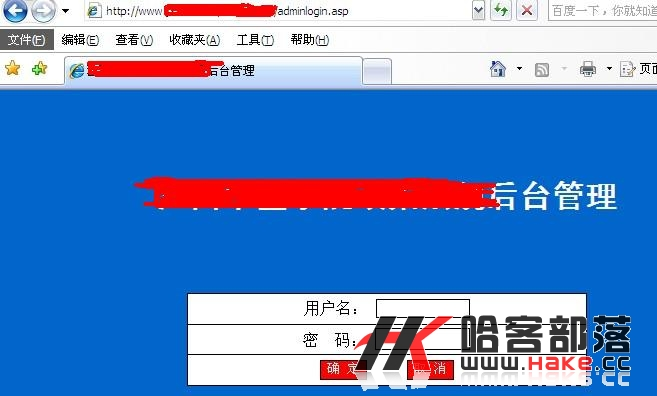 http://www. /adminlogin.asp
百度一下，你就知道
文件(F) 编辑(E) 查看(V) 收藏夹(A) 工具(T) 帮助(H)
后台管理
页面
后台管理
用户名：
密 码：
哈客部落
www.Hake.cc
确 定 消